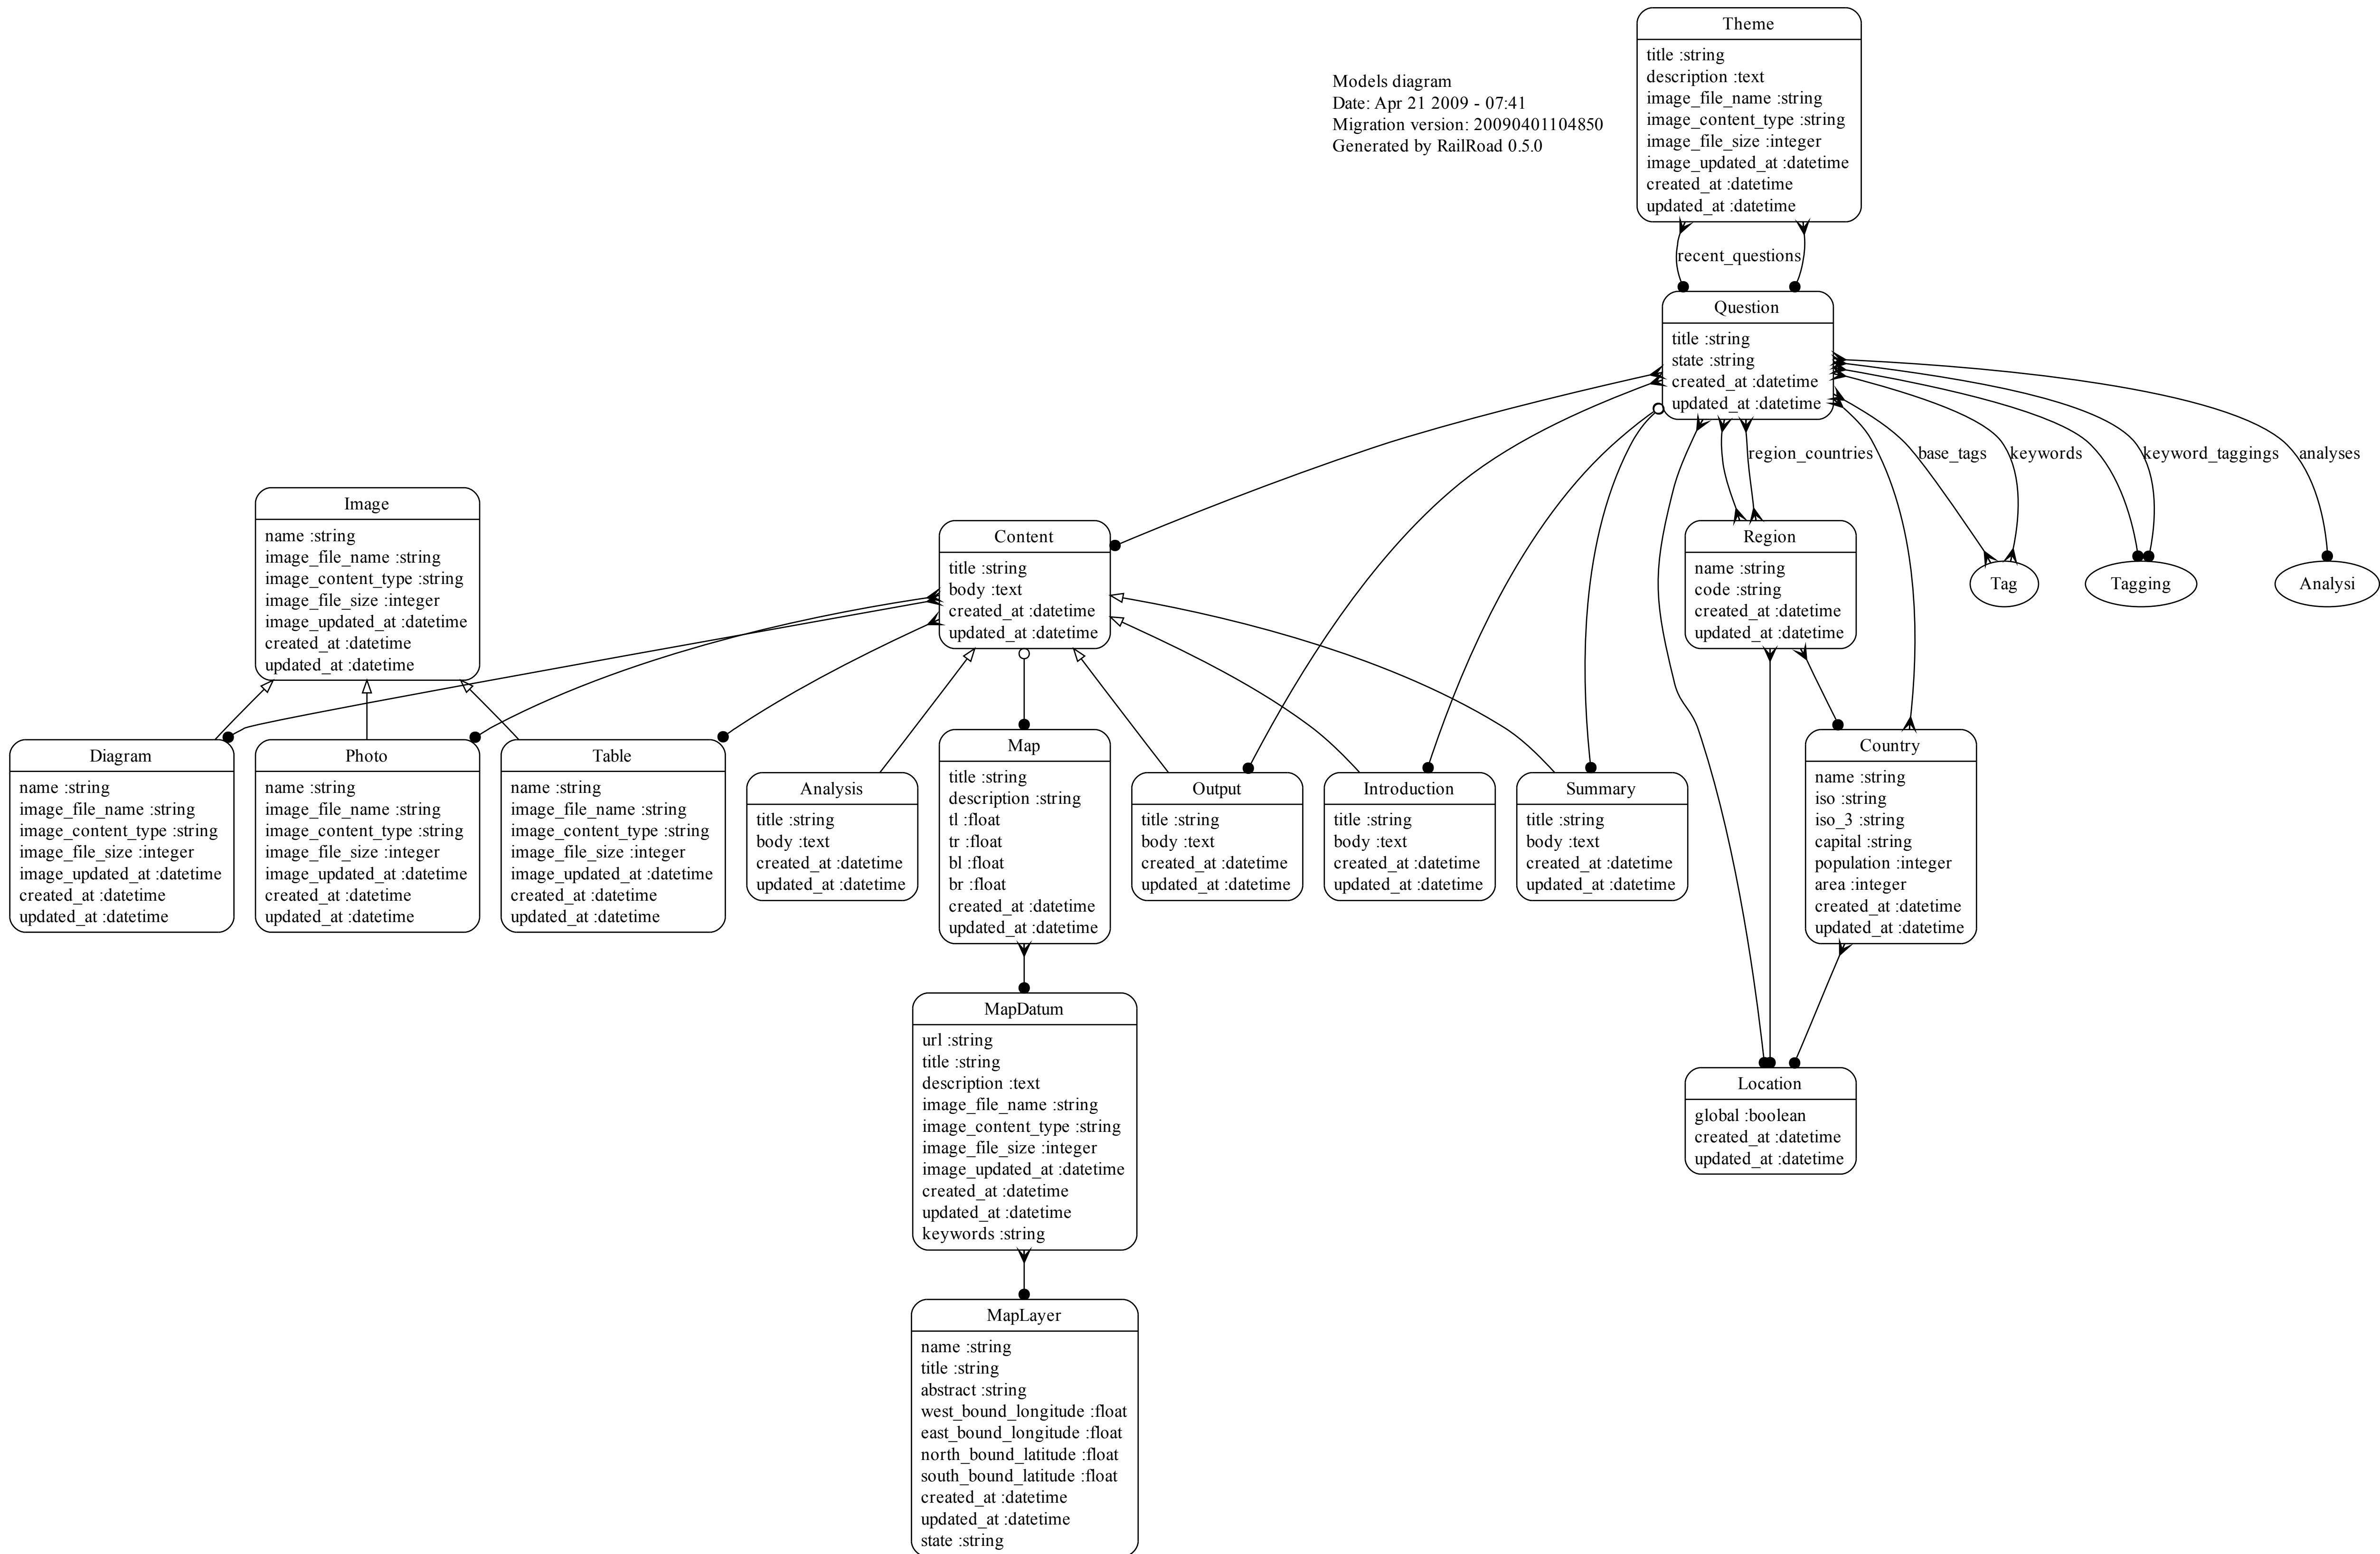 Theme
title :string
description :text
image_file_name :string
image_content_type :string
image_file_size :integer
image_updated_at :datetime
created_at :datetime
updated_at :datetime
Models diagram
Date: Apr 21 2009 - 07:41
Migration version: 20090401104850
Generated by RailRoad 0.5.0
recent_questions
Question
title :string
state :string
created_at :datetime
updated_at :datetime
region_countries
base_tags
keywords
keyword_taggings
analyses
Image
name :string
image_file_name :string
image_content_type :string
image_file_size :integer
image_updated_at :datetime
created_at :datetime
updated_at :datetime
Content
title :string
body :text
created_at :datetime
updated_at :datetime
Region
name :string
code :string
created_at :datetime
updated_at :datetime
Tag
Tagging
Analysi
Diagram
name :string
image_file_name :string
image_content_type :string
image_file_size :integer
image_updated_at :datetime
created_at :datetime
updated_at :datetime
Photo
name :string
image_file_name :string
image_content_type :string
image_file_size :integer
image_updated_at :datetime
created_at :datetime
updated_at :datetime
Table
name :string
image_file_name :string
image_content_type :string
image_file_size :integer
image_updated_at :datetime
created_at :datetime
updated_at :datetime
Analysis
title :string
body :text
created_at :datetime
updated_at :datetime
Map
title :string
description :string
tl :float
tr :float
bl :float
br :float
created_at :datetime
updated_at :datetime
Output
title :string
body :text
created_at :datetime
updated_at :datetime
Introduction
title :string
body :text
created_at :datetime
updated_at :datetime
Summary
title :string
body :text
created_at :datetime
updated_at :datetime
Country
name :string
iso :string
iso_3 :string
capital :string
population :integer
area :integer
created_at :datetime
updated_at :datetime
MapDatum
url :string
title :string
description :text
image_file_name :string
image_content_type :string
image_file_size :integer
image_updated_at :datetime
created_at :datetime
updated_at :datetime
keywords :string
Location
global :boolean
created_at :datetime
updated_at :datetime
MapLayer
name :string
title :string
abstract :string
west_bound_longitude :float
east_bound_longitude :float
north_bound_latitude :float
south_bound_latitude :float
created_at :datetime
updated_at :datetime
state :string